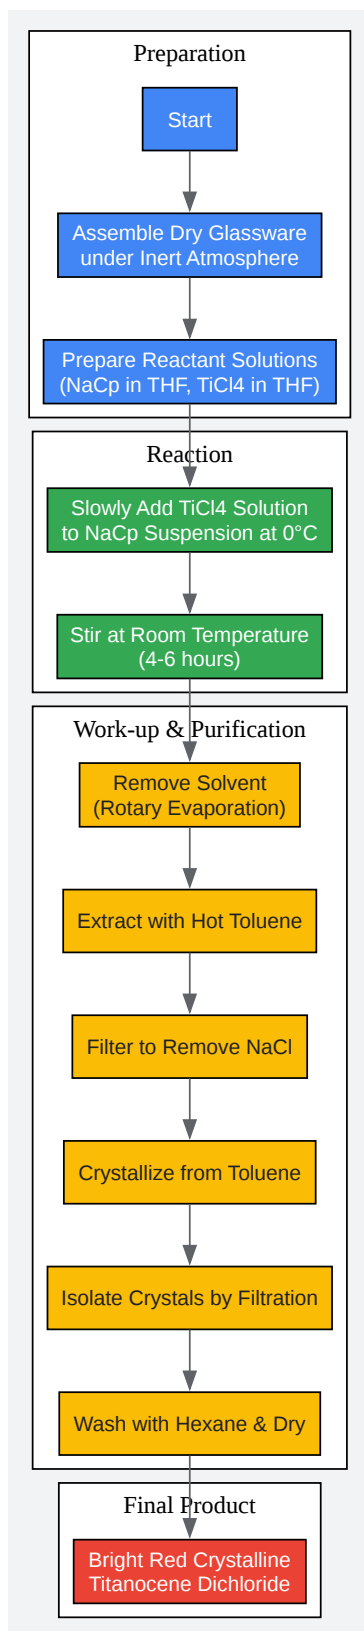 Preparation
Start
Assemble Dry Glassware
under Inert Atmosphere
Prepare Reactant Solutions
(NaCp in THF, TiCl4 in THF)
Reaction
Slowly Add TiCl4 Solution
to NaCp Suspension at 0°C
Stir at Room Temperature
(4-6 hours)
Work-up & Purification
Remove Solvent
(Rotary Evaporation)
Extract with Hot Toluene
Filter to Remove NaCl
Crystallize from Toluene
Isolate Crystals by Filtration
Wash with Hexane & Dry
Final Product
Bright Red Crystalline
Titanocene Dichloride